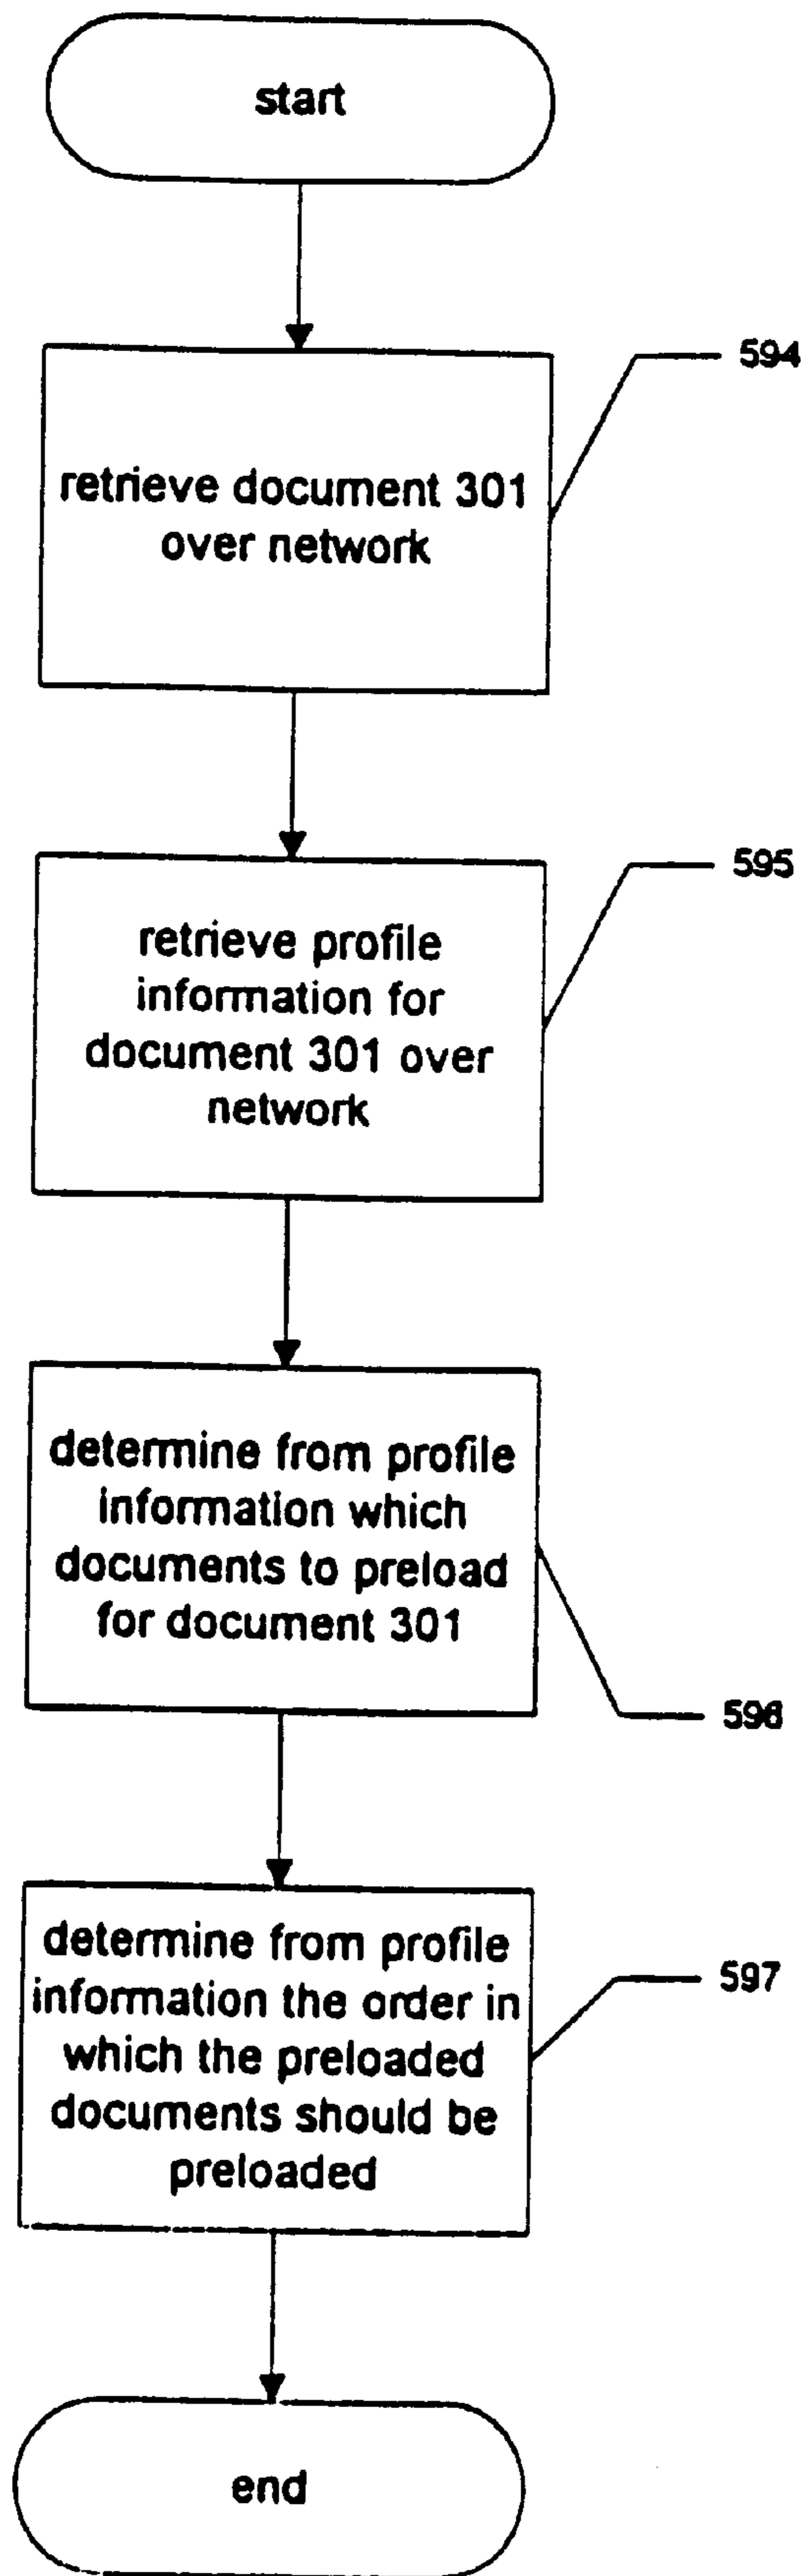 start
594
retrieve document 301
over network
595
retrieve profile
information for
document 301 over
network
determine from profile
information which
documents to preload
for document 301
596
determine from profile
information the order in
which the preloaded
documents should be
preloaded
597
end